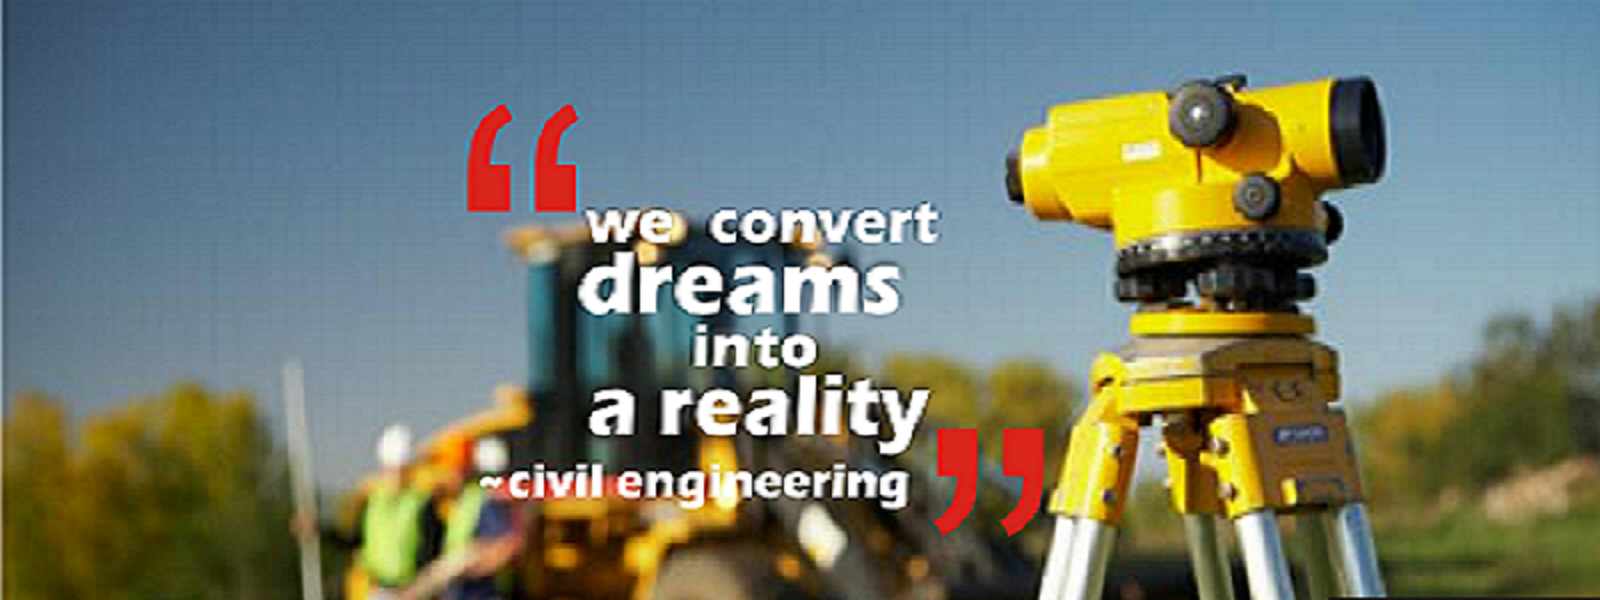 “we convert
dreams
into
a reality
~civil engineering”